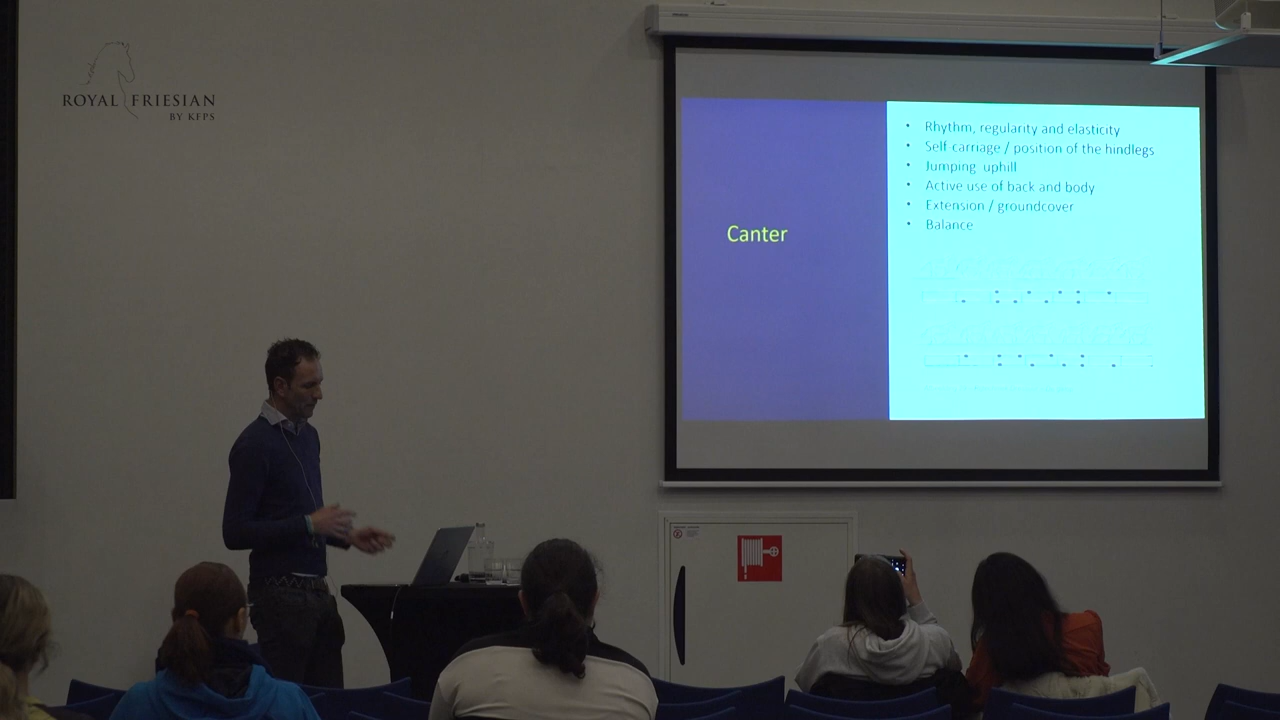 ROYAL FRIESIAN
BY KFPS
Canter
• Rhythm, regularity and elasticity
• Self carriage / position of the hindlegs
• Jumping uphill
• Active use of back and body
• Extension / groundcover
• Balance